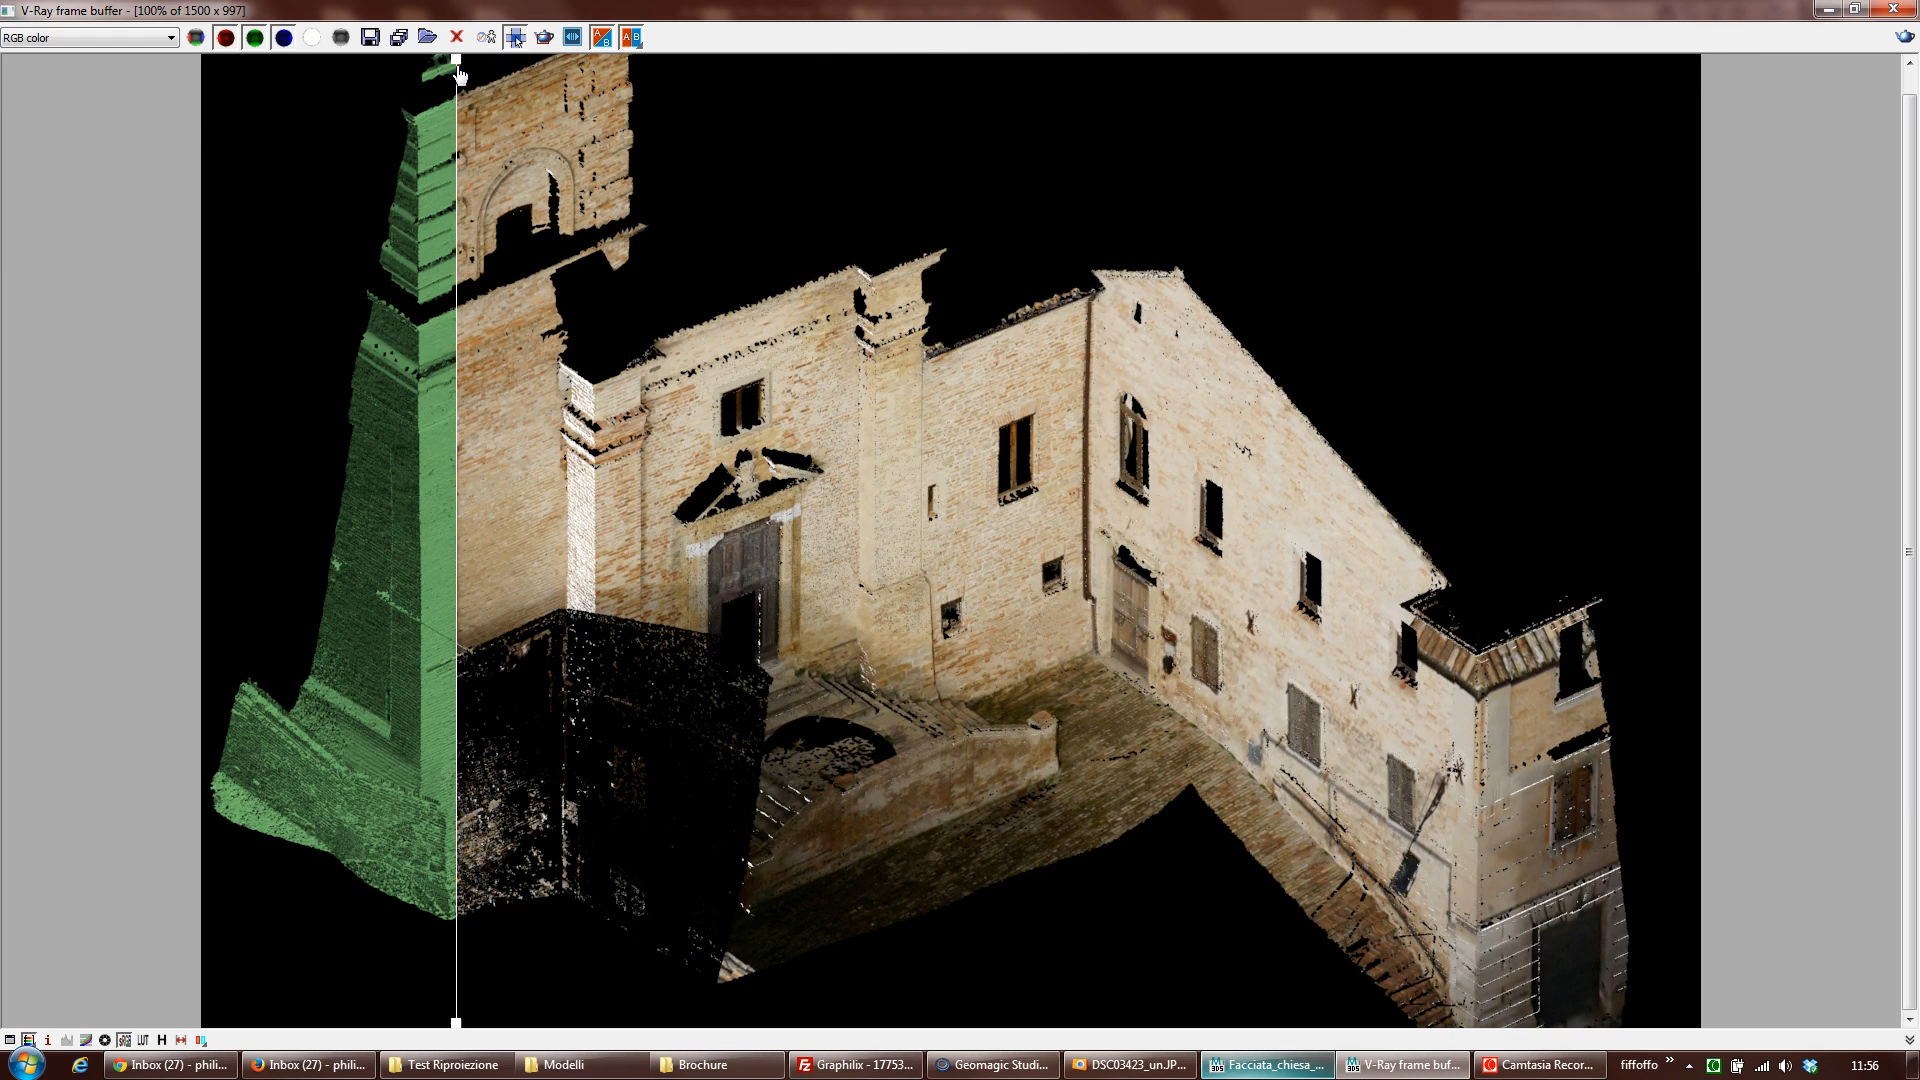 V-Ray frame buffer - [100% of 1500 x 997]
RGB color
A B
A B
i
LUT
H
Inbox (27) - phili...
Inbox (27) - phili...
Test Riproiezione
Modelli
Brochure
Graphilix - 17753...
Geomagic Studi...
DSC03423_un.JP...
Facciata_chiesa_...
V-Ray frame buf...
Camtasia Recor...
fiffoffo
11:56